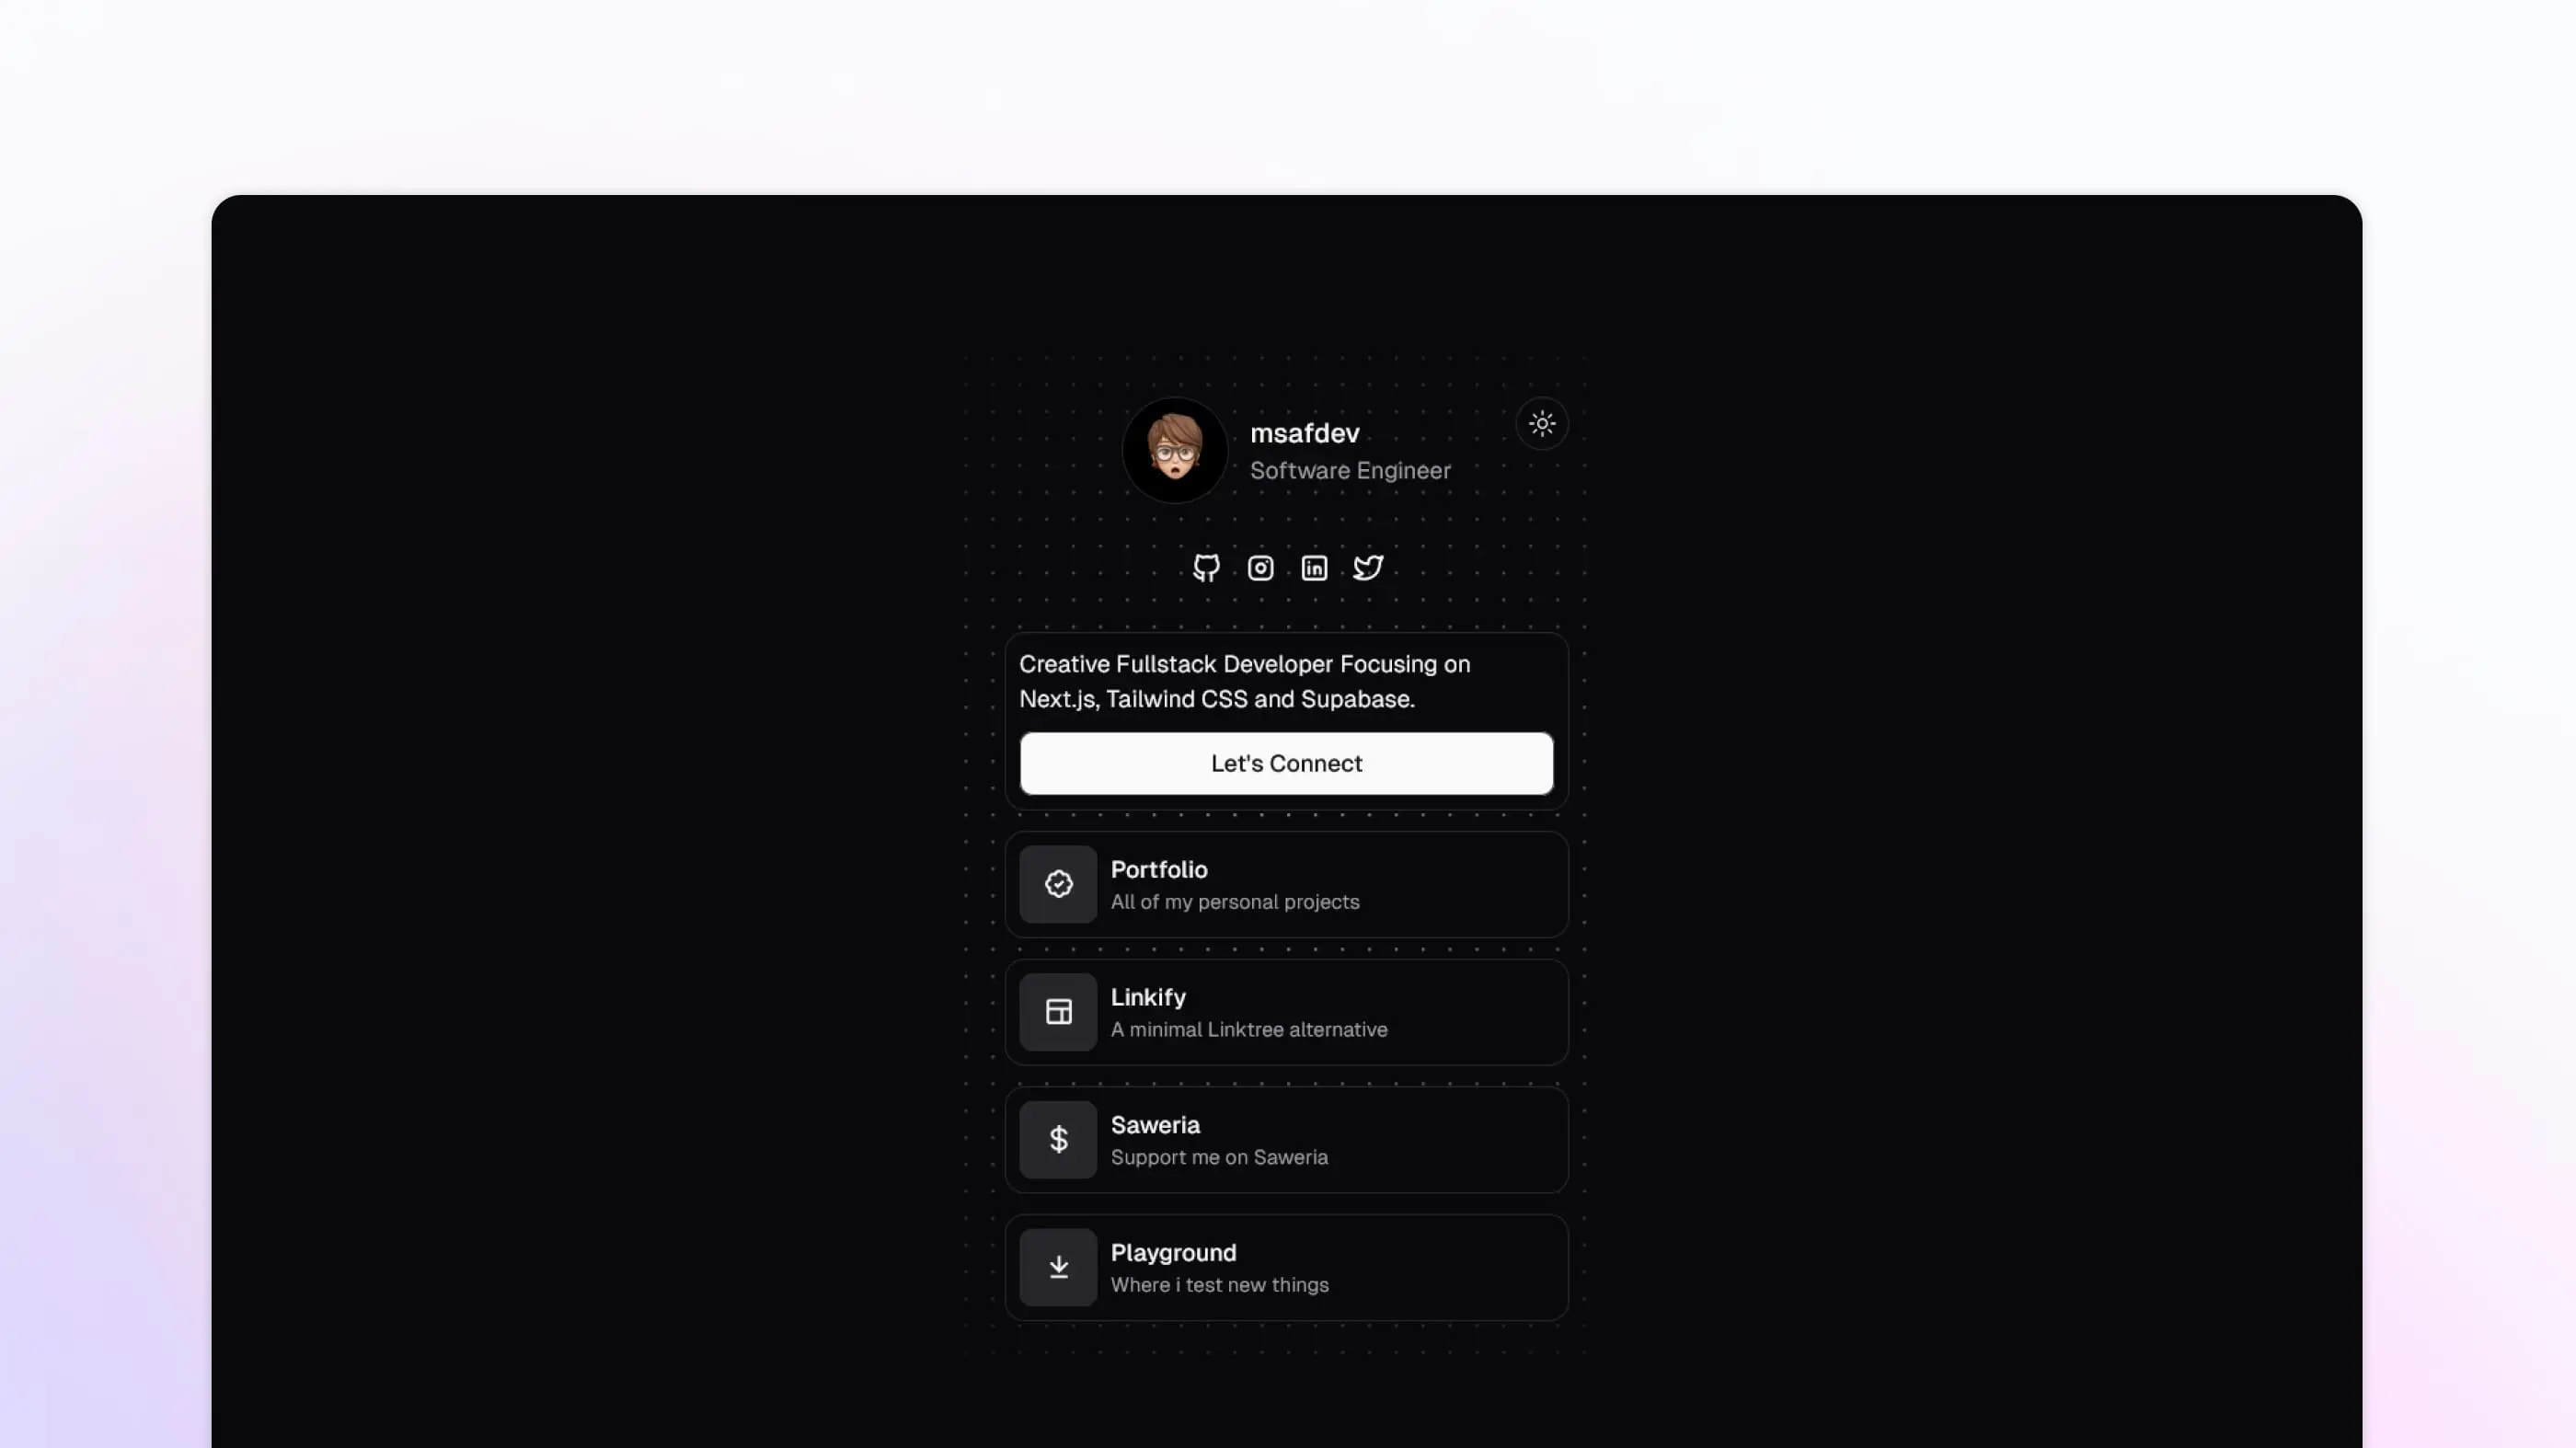 msafdev
Software Engineer
Creative Fullstack Developer Focusing on
Next.js, Tailwind CSS and Supabase.
Let's Connect
Portfolio
All of my personal projects
Linkify
A minimal Linktree alternative
Saweria
Support me on Saweria
Playground
Where i test new things